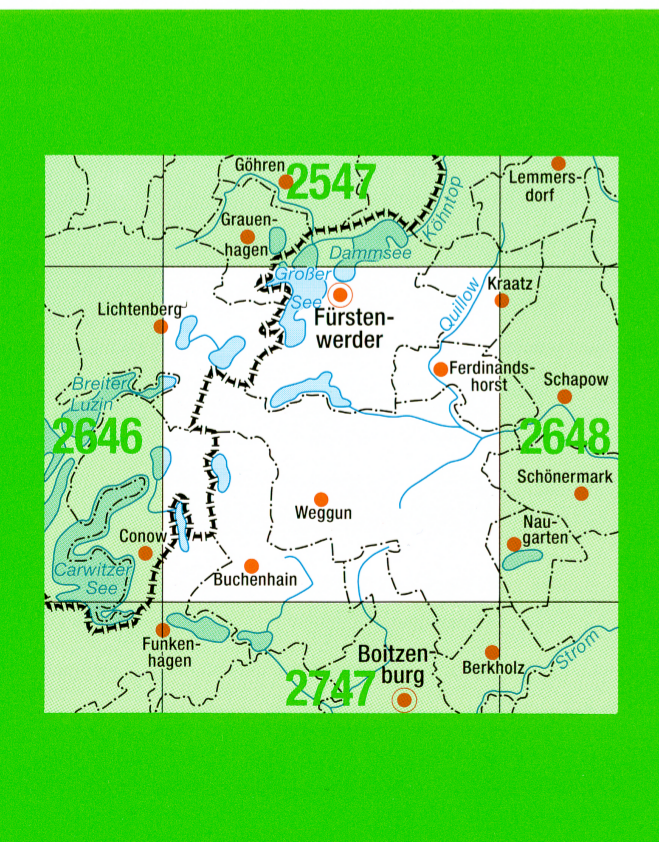 Göhren
2547
Lemmers-
dorf
Grauen-
hagen
Köhntop
Dammsee
Großer
See
Kraatz
Lichtenberg
Fürsten-
werder
Quillow
Ferdinands-
horst
Breiter
Luzin
Schapow
2646
2648
Schönermark
Weggun
Nau-
garten
Conow
Carwitzer
See
Buchenhain
Funken-
hagen
Boitzen-
burg
Berkholz
Strom
2747